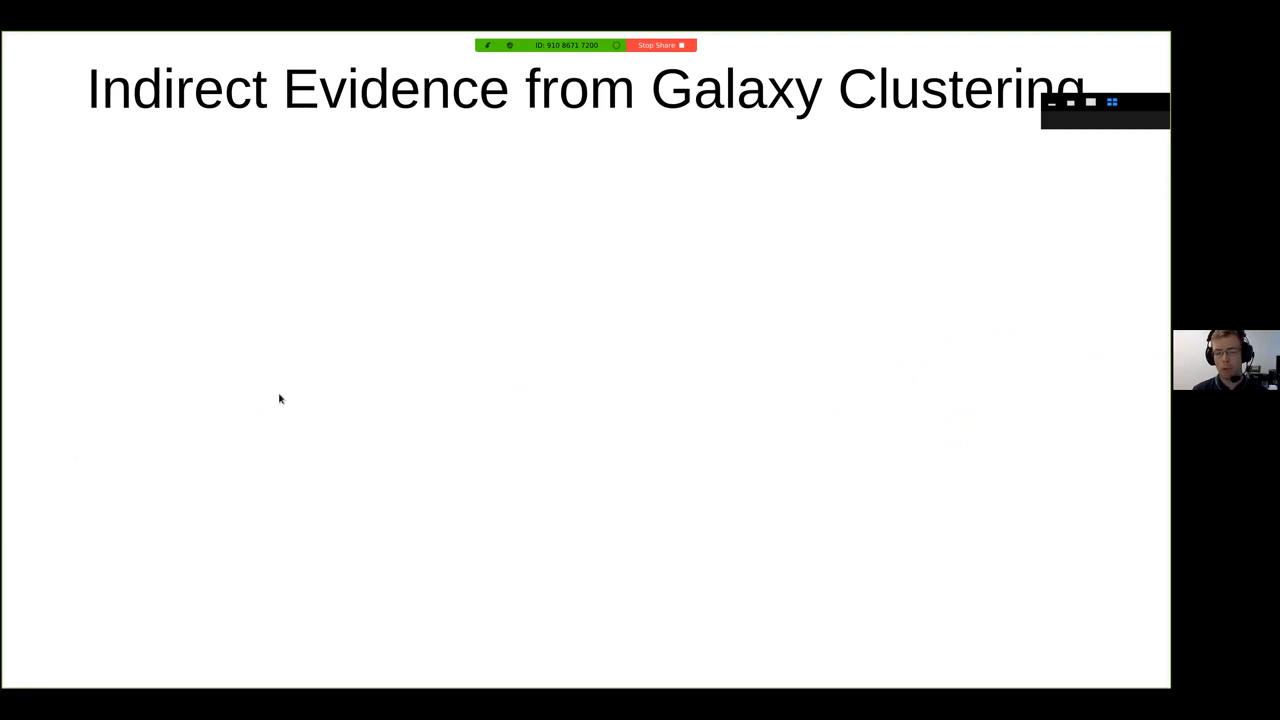 ID: 910 8671 7200 Stop Share
Indirect Evidence from Galaxy Clustering